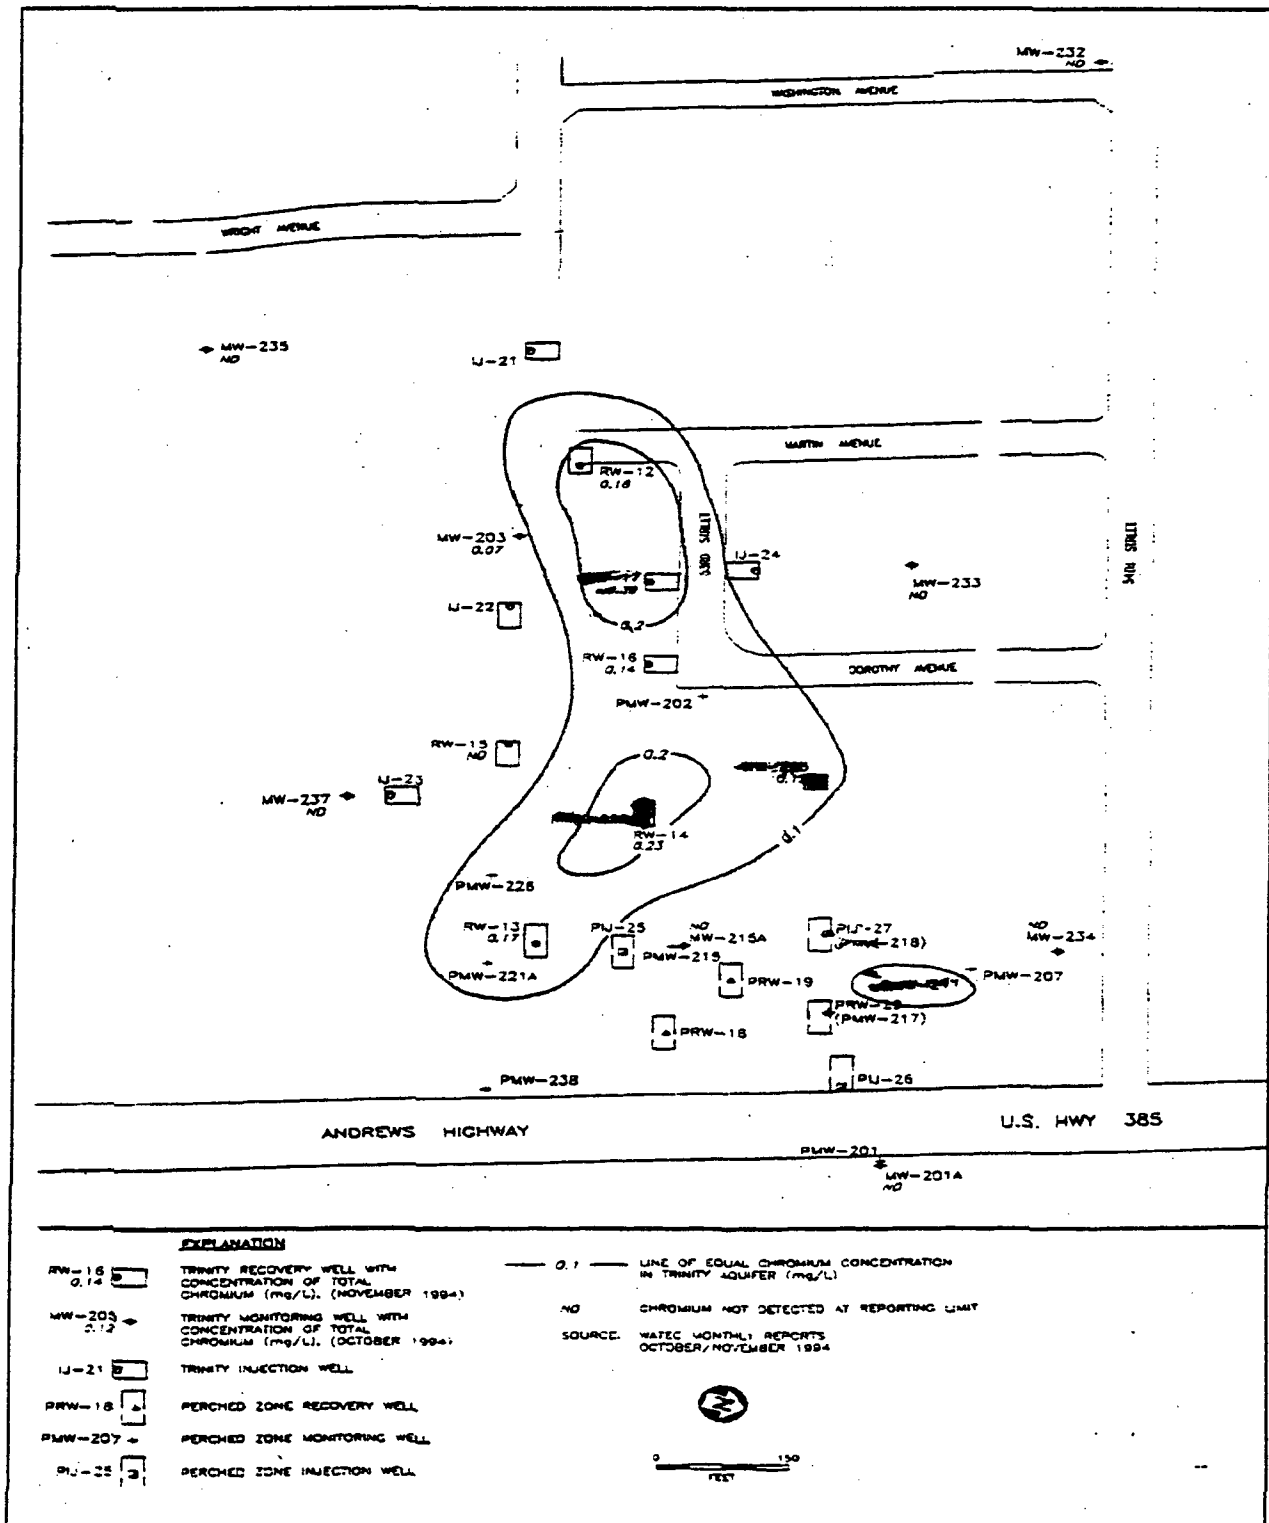 MW-232
ND
WASHINGTON AVENUE
WRIGHT AVENUE
MW-235
ND
IJ-21
MARTIN AVENUE
RW-12
0.18
MW-203
0.07
53RD STREET
IJ-24
MW-233
ND
IJ-22
0.2
RW-16
0.14
DOROTHY AVENUE
PMW-202
RW-15
ND
0.2
IJ-23
MW-237
ND
RW-14
0.23
0.1
PMW-226
RW-13
0.17
PIJ-25
ND
MW-215A
PMW-215
PIJ-27
(PMW-218)
ND
MW-234
PMW-221A
PRW-19
PMW-207
(PMW-217)
PRW-18
PMW-238
PIJ-26
ANDREWS HIGHWAY
U.S. HWY 385
PMW-201
MW-201A
ND
EXPLANATION
RW-16
0.14
TRINITY RECOVERY WELL WITH
CONCENTRATION OF TOTAL
CHROMIUM (mg/L), (NOVEMBER 1994)
TRINITY MONITORING WELL WITH
CONCENTRATION OF TOTAL
CHROMIUM (mg/L), (OCTOBER 1994)
IJ-21
TRINITY INJECTION WELL
PRW-18
PERCHED ZONE RECOVERY WELL
PMW-207
PERCHED ZONE MONITORING WELL
PIJ-25
PERCHED ZONE INJECTION WELL
0.1
LINE OF EQUAL CHROMIUM CONCENTRATION
IN TRINITY AQUIFER (mg/L)
ND
CHROMIUM NOT DETECTED AT REPORTING LIMIT
SOURCE: WATEC MONTHLY REPORTS
OCTOBER/NOVEMBER 1994
N
0 150
FEET